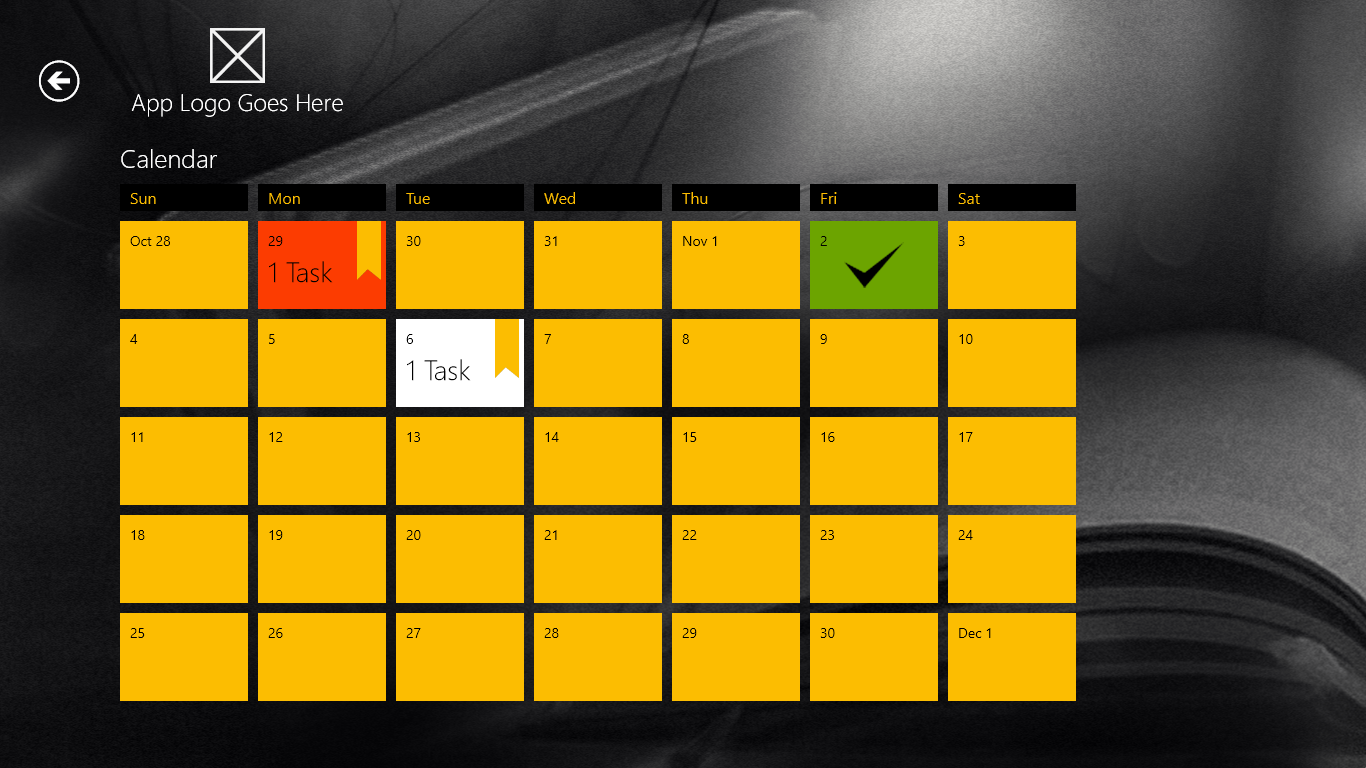 App Logo Goes Here
Calendar
Sun Mon Tue Wed Thu Fri Sat
Oct 28 29 30 31 Nov 1 2 3
1 Task
4 5 6 7 8 9 10
1 Task
11 12 13 14 15 16 17
18 19 20 21 22 23 24
25 26 27 28 29 30 Dec 1